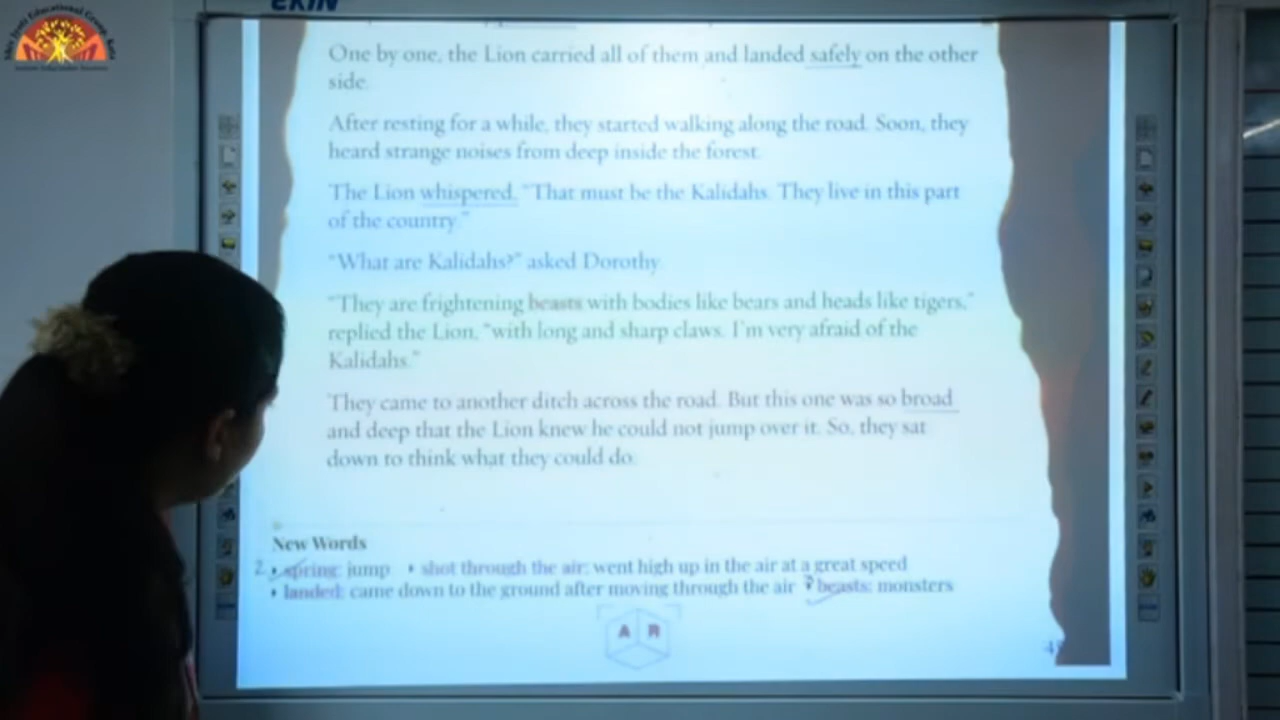 EKIN
One by one, the Lion carried all of them and landed safely on the other
side.
After resting for a while, they started walking along the road. Soon, they
heard strange noises from deep inside the forest.
The Lion whispered, "That must be the Kalidahs. They live in this part
of the country."
"What are Kalidahs?" asked Dorothy.
"They are frightening beasts with bodies like bears and heads like tigers,"
replied the Lion, "with long and sharp claws. I'm very afraid of the
Kalidahs."
They came to another ditch across the road. But this one was so broad
and deep that the Lion knew he could not jump over it. So, they sat
down to think what they could do.
New Words
2. • spring: jump • shot through the air: went high up in the air at a great speed
• landed: came down to the ground after moving through the air • beasts: monsters
A R